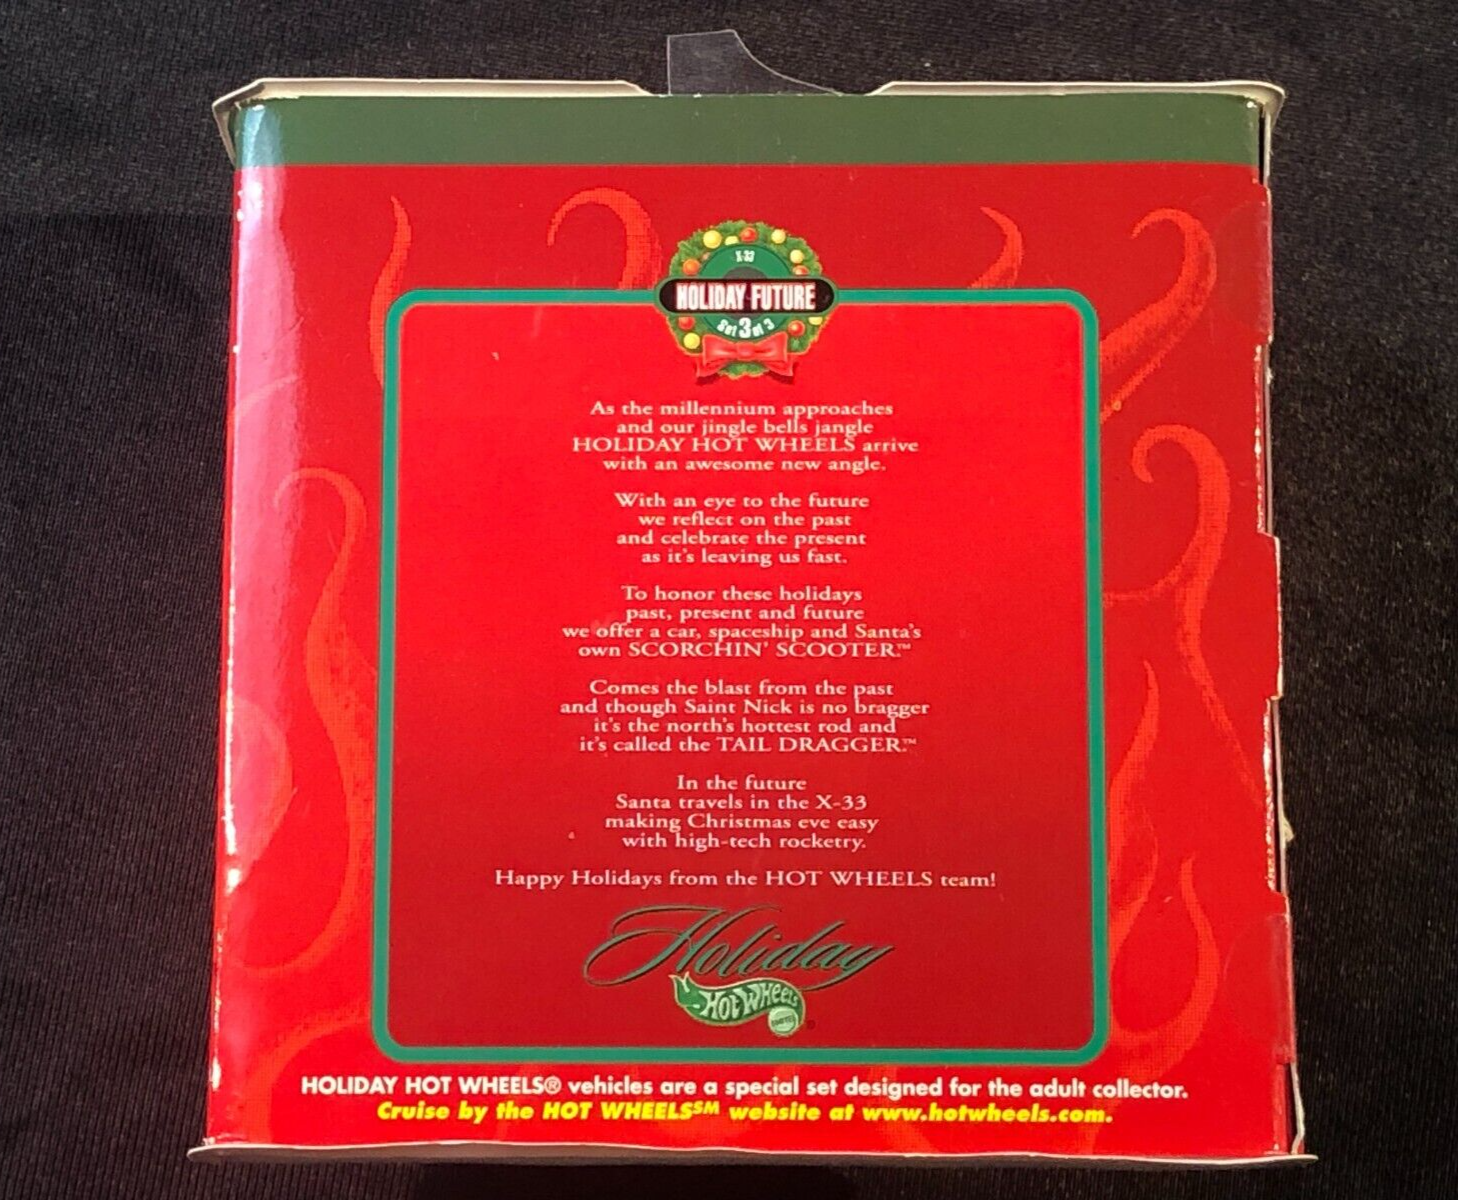 X-33
HOLIDAY FUTURE
Set 3 of 3
As the millennium approaches
and our jingle bells jangle
HOLIDAY HOT WHEELS arrive
with an awesome new angle.
With an eye to the future
we reflect on the past
and celebrate the present
as it's leaving us fast.
To honor these holidays
past, present and future
we offer a car, spaceship and Santa's
own SCORCHIN' SCOOTER.™
Comes the blast from the past
and though Saint Nick is no bragger
it's the north's hottest rod and
it's called the TAIL DRAGGER.™
In the future
Santa travels in the X-33
making Christmas eve easy
with high-tech rocketry.
Happy Holidays from the HOT WHEELS team!
Holiday
Hot Wheels
MATTEL ®
HOLIDAY HOT WHEELS® vehicles are a special set designed for the adult collector.
Cruise by the HOT WHEELS℠ website at www.hotwheels.com.